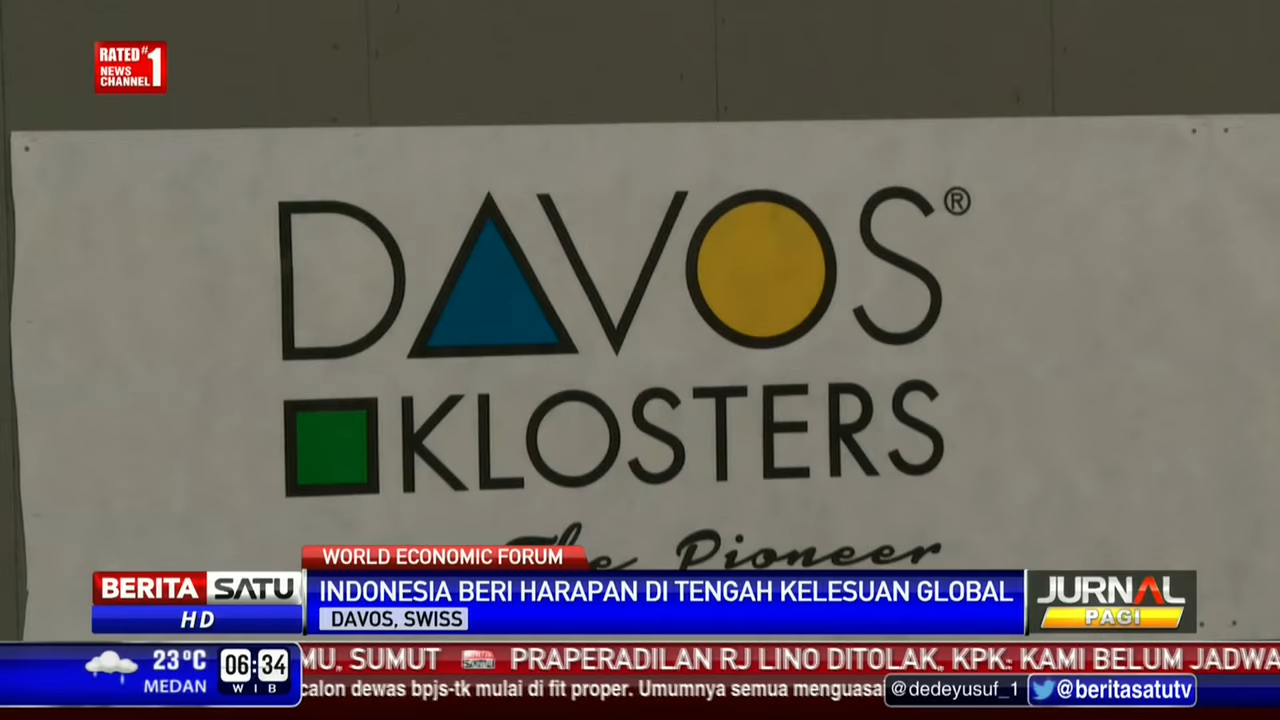 RATED #1
NEWS
CHANNEL
DAVOS®
KLOSTERS
The Pioneer
WORLD ECONOMIC FORUM
BERITA SATU
HD
INDONESIA BERI HARAPAN DI TENGAH KELESUAN GLOBAL
DAVOS, SWISS
JURNAL
PAGI
23°C
MEDAN
06:34
WIB
MU, SUMUT
PRAPERADILAN RJ LINO DITOLAK, KPK: KAMI BELUM JADWA
calon dewas bpjs-tk mulai di fit proper. Umumnya semua menguasa
@dedeyusuf_1
@beritasatutv